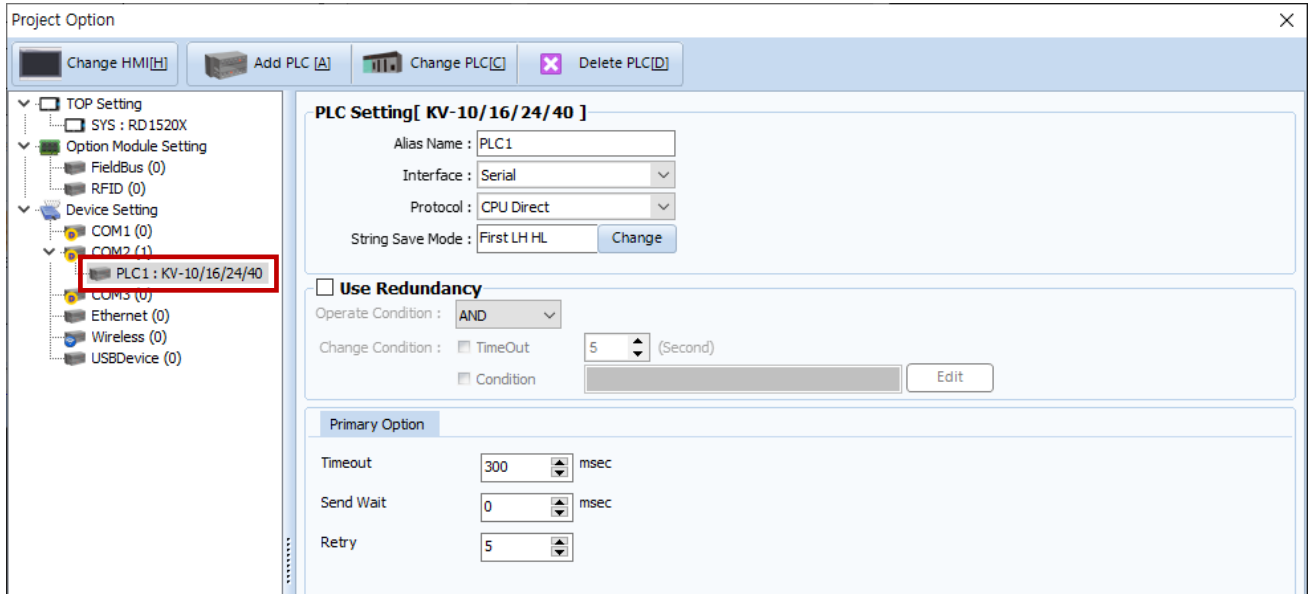 Project Option
Change HMI[H]
Add PLC [A]
Change PLC[C]
Delete PLC[D]
TOP Setting
SYS : RD1520X
Option Module Setting
FieldBus (0)
RFID (0)
Device Setting
COM1 (0)
COM2 (1)
PLC1 : KV-10/16/24/40
COM3 (0)
Ethernet (0)
Wireless (0)
USBDevice (0)
PLC Setting[ KV-10/16/24/40 ]
Alias Name : PLC1
Interface : Serial
Protocol : CPU Direct
String Save Mode : First LH HL Change
Use Redundancy
Operate Condition : AND
Change Condition : TimeOut 5 (Second)
Condition Edit
Primary Option
Timeout 300 msec
Send Wait 0 msec
Retry 5